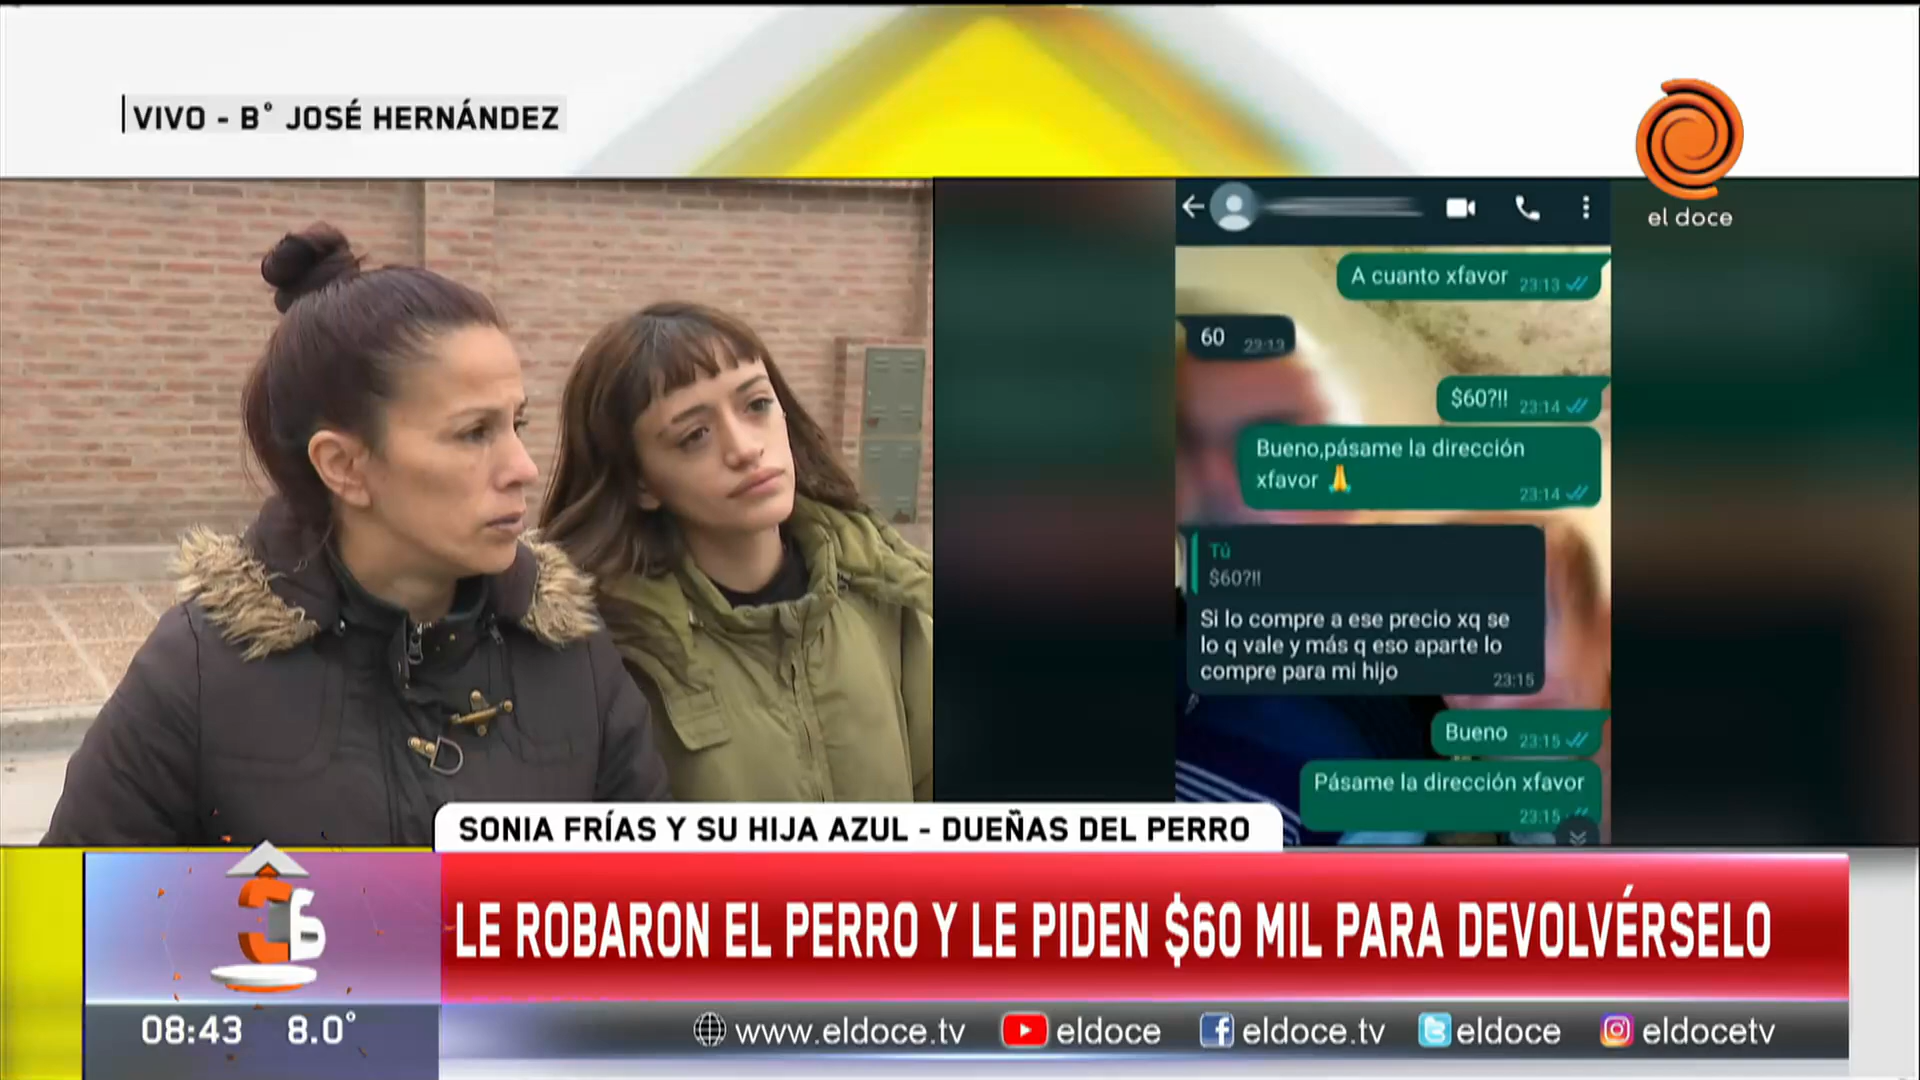 VIVO - B° JOSÉ HERNÁNDEZ
el doce
A cuanto xfavor 23:13
60 23:13
$60?!! 23:14
Bueno,pásame la dirección
xfavor 🙏 23:14
Tú
$60?!!
Si lo compre a ese precio xq se
lo q vale y más q eso aparte lo
compre para mi hijo 23:15
Bueno 23:15
Pásame la dirección xfavor
23:15
SONIA FRÍAS Y SU HIJA AZUL - DUEÑAS DEL PERRO
LE ROBARON EL PERRO Y LE PIDEN $60 MIL PARA DEVOLVÉRSELO
08:43 8.0°
www.eldoce.tv eldoce eldoce.tv eldoce eldocetv